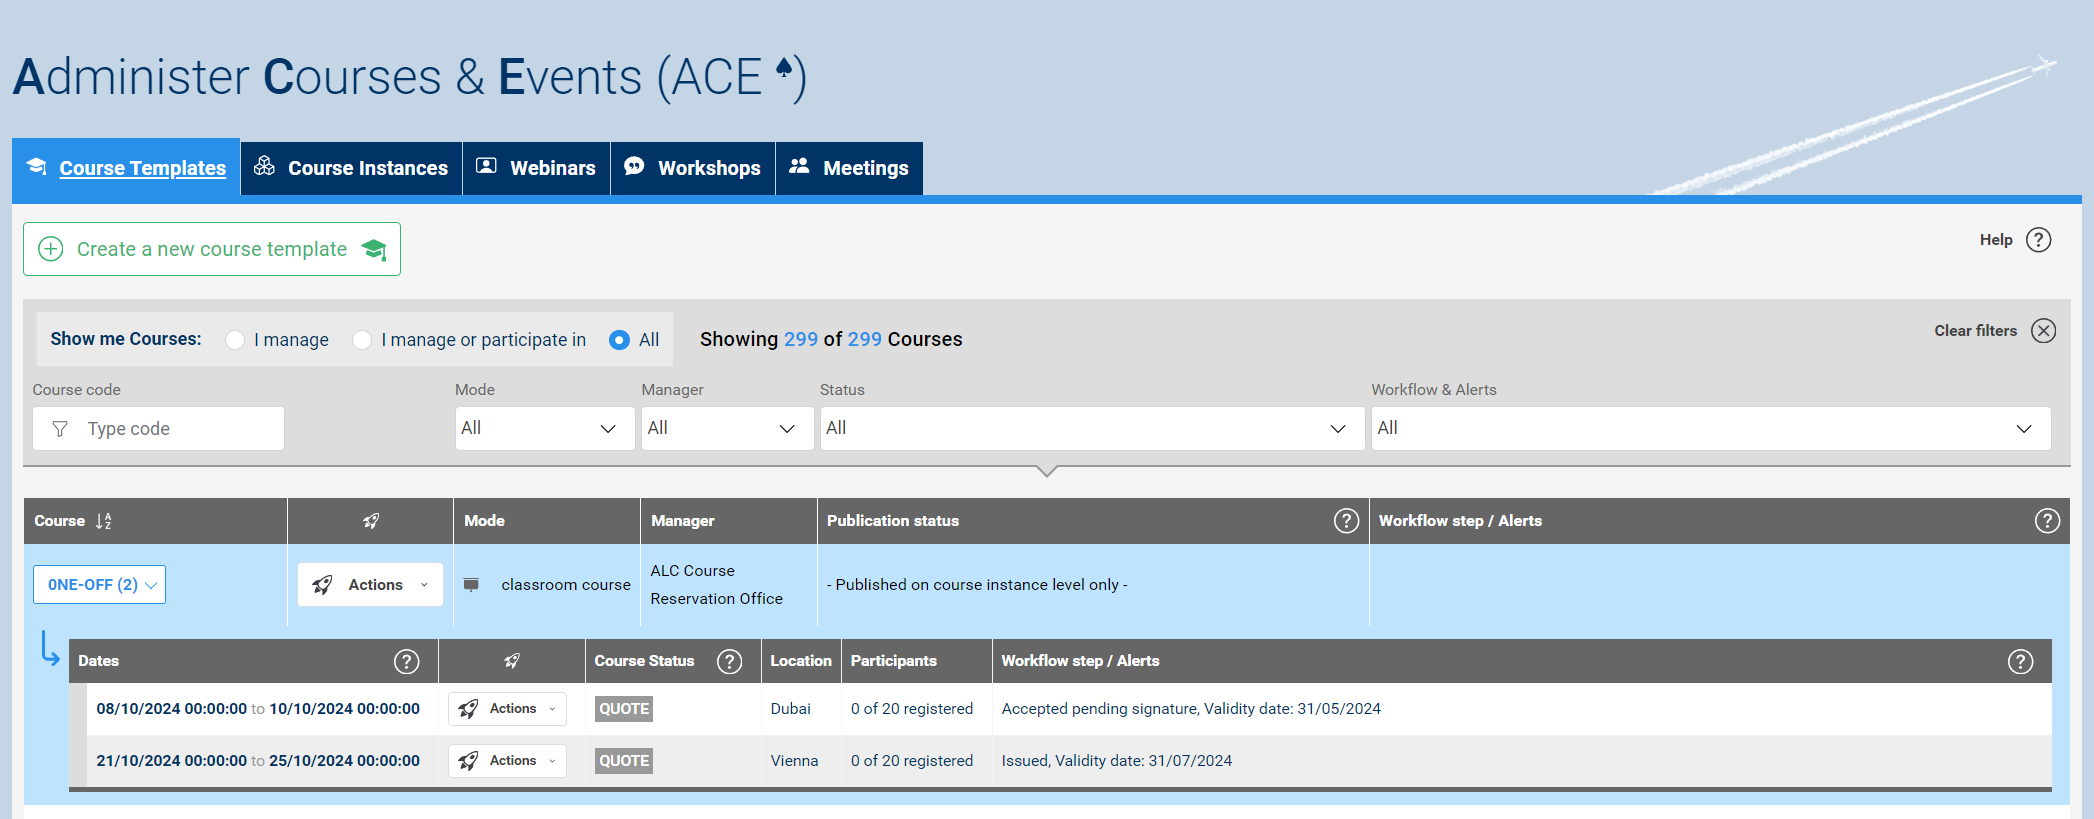 Administer Courses & Events (ACE ♠)
Course Templates
Course Instances
Webinars
Workshops
Meetings
Create a new course template
Help ?
Show me Courses: I manage I manage or participate in All Showing 299 of 299 Courses
Clear filters
Course code Mode Manager Status Workflow & Alerts
Type code All All All All
Course Mode Manager Publication status ? Workflow step / Alerts ?
0NE-OFF (2) Actions classroom course ALC Course Reservation Office - Published on course instance level only -
Dates ? Course Status ? Location Participants Workflow step / Alerts ?
08/10/2024 00:00:00 to 10/10/2024 00:00:00 Actions QUOTE Dubai 0 of 20 registered Accepted pending signature, Validity date: 31/05/2024
21/10/2024 00:00:00 to 25/10/2024 00:00:00 Actions QUOTE Vienna 0 of 20 registered Issued, Validity date: 31/07/2024